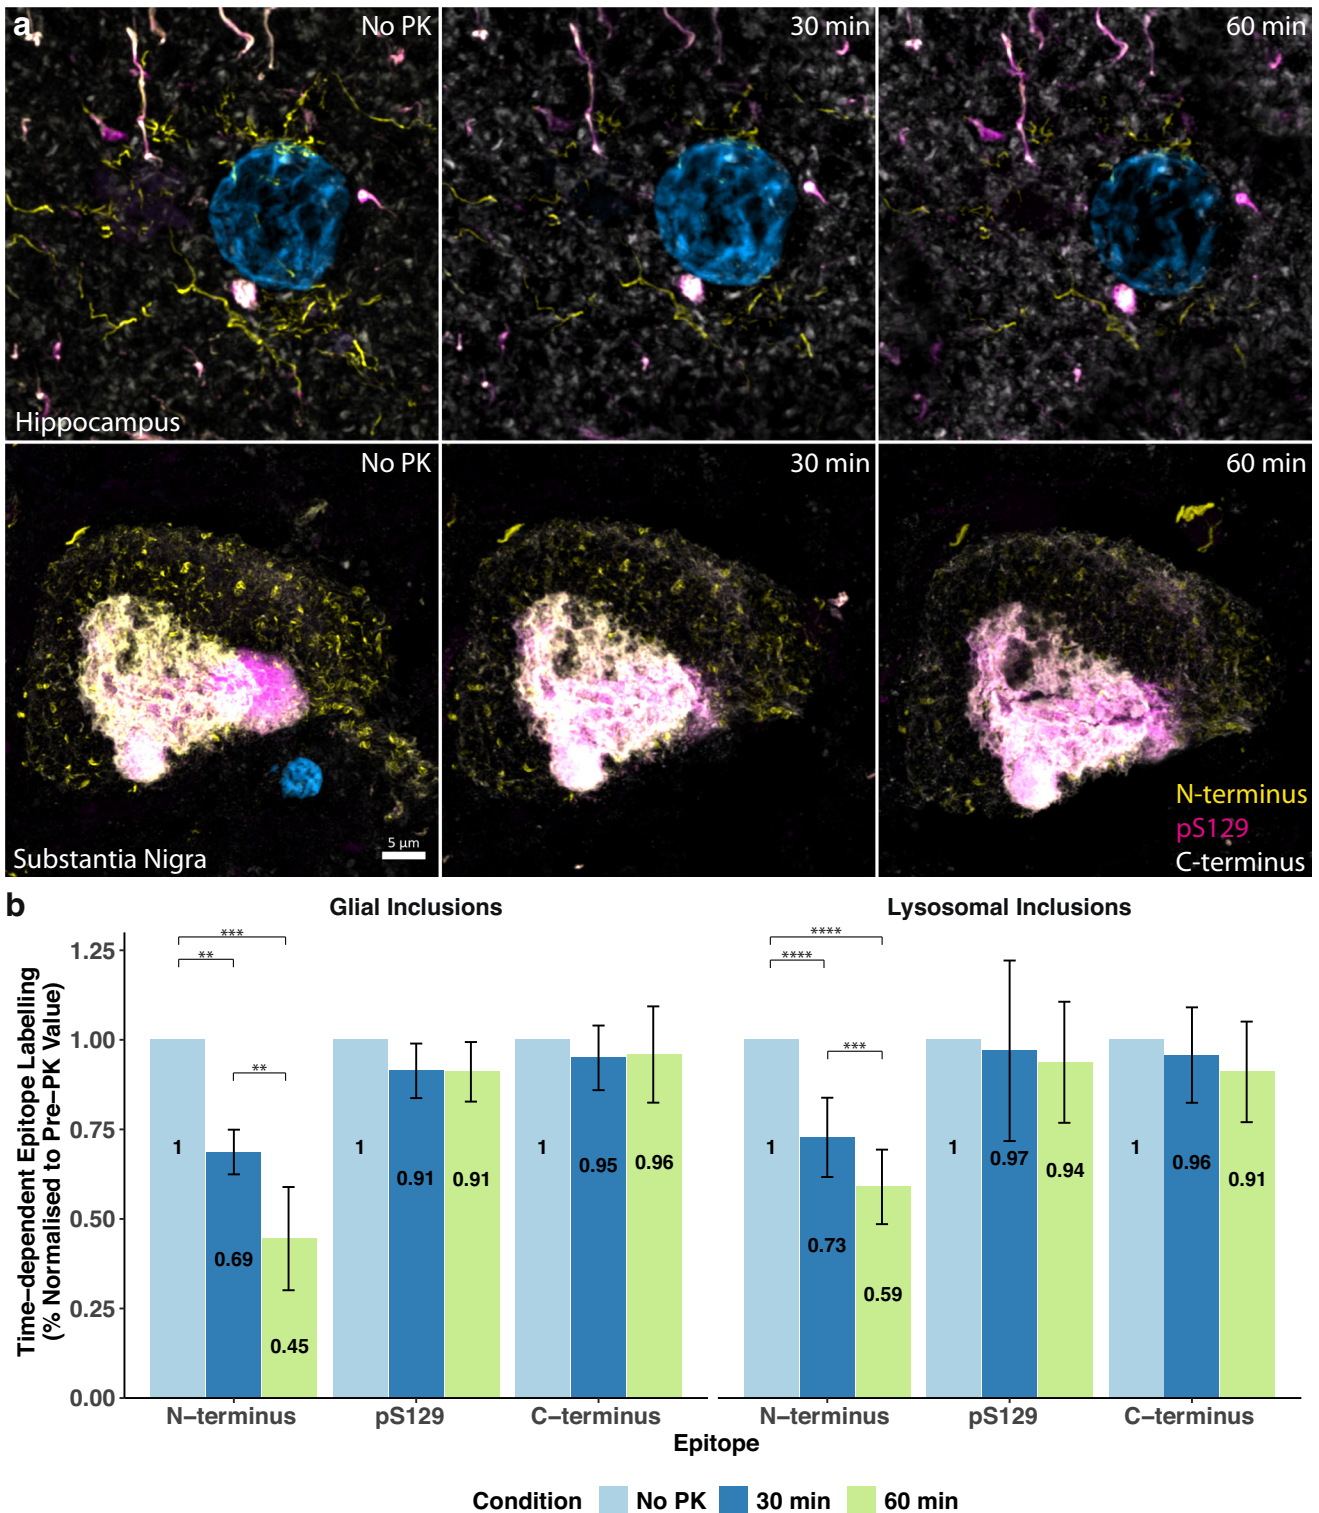 a
No PK
30 min
60 min
Hippocampus
No PK
30 min
60 min
N-terminus
pS129
C-terminus
5 µm
Substantia Nigra
b
Glial Inclusions
Lysosomal Inclusions
Time–dependent Epitope Labelling
(% Normalised to Pre–PK Value)
1.25
1.00
0.75
0.50
0.25
0.00
***
**
**
****
****
***
1
0.69
0.45
1
0.91
0.91
1
0.95
0.96
1
0.73
0.59
1
0.97
0.94
1
0.96
0.91
N–terminus
pS129
C–terminus
N–terminus
pS129
C–terminus
Epitope
Condition
No PK
30 min
60 min